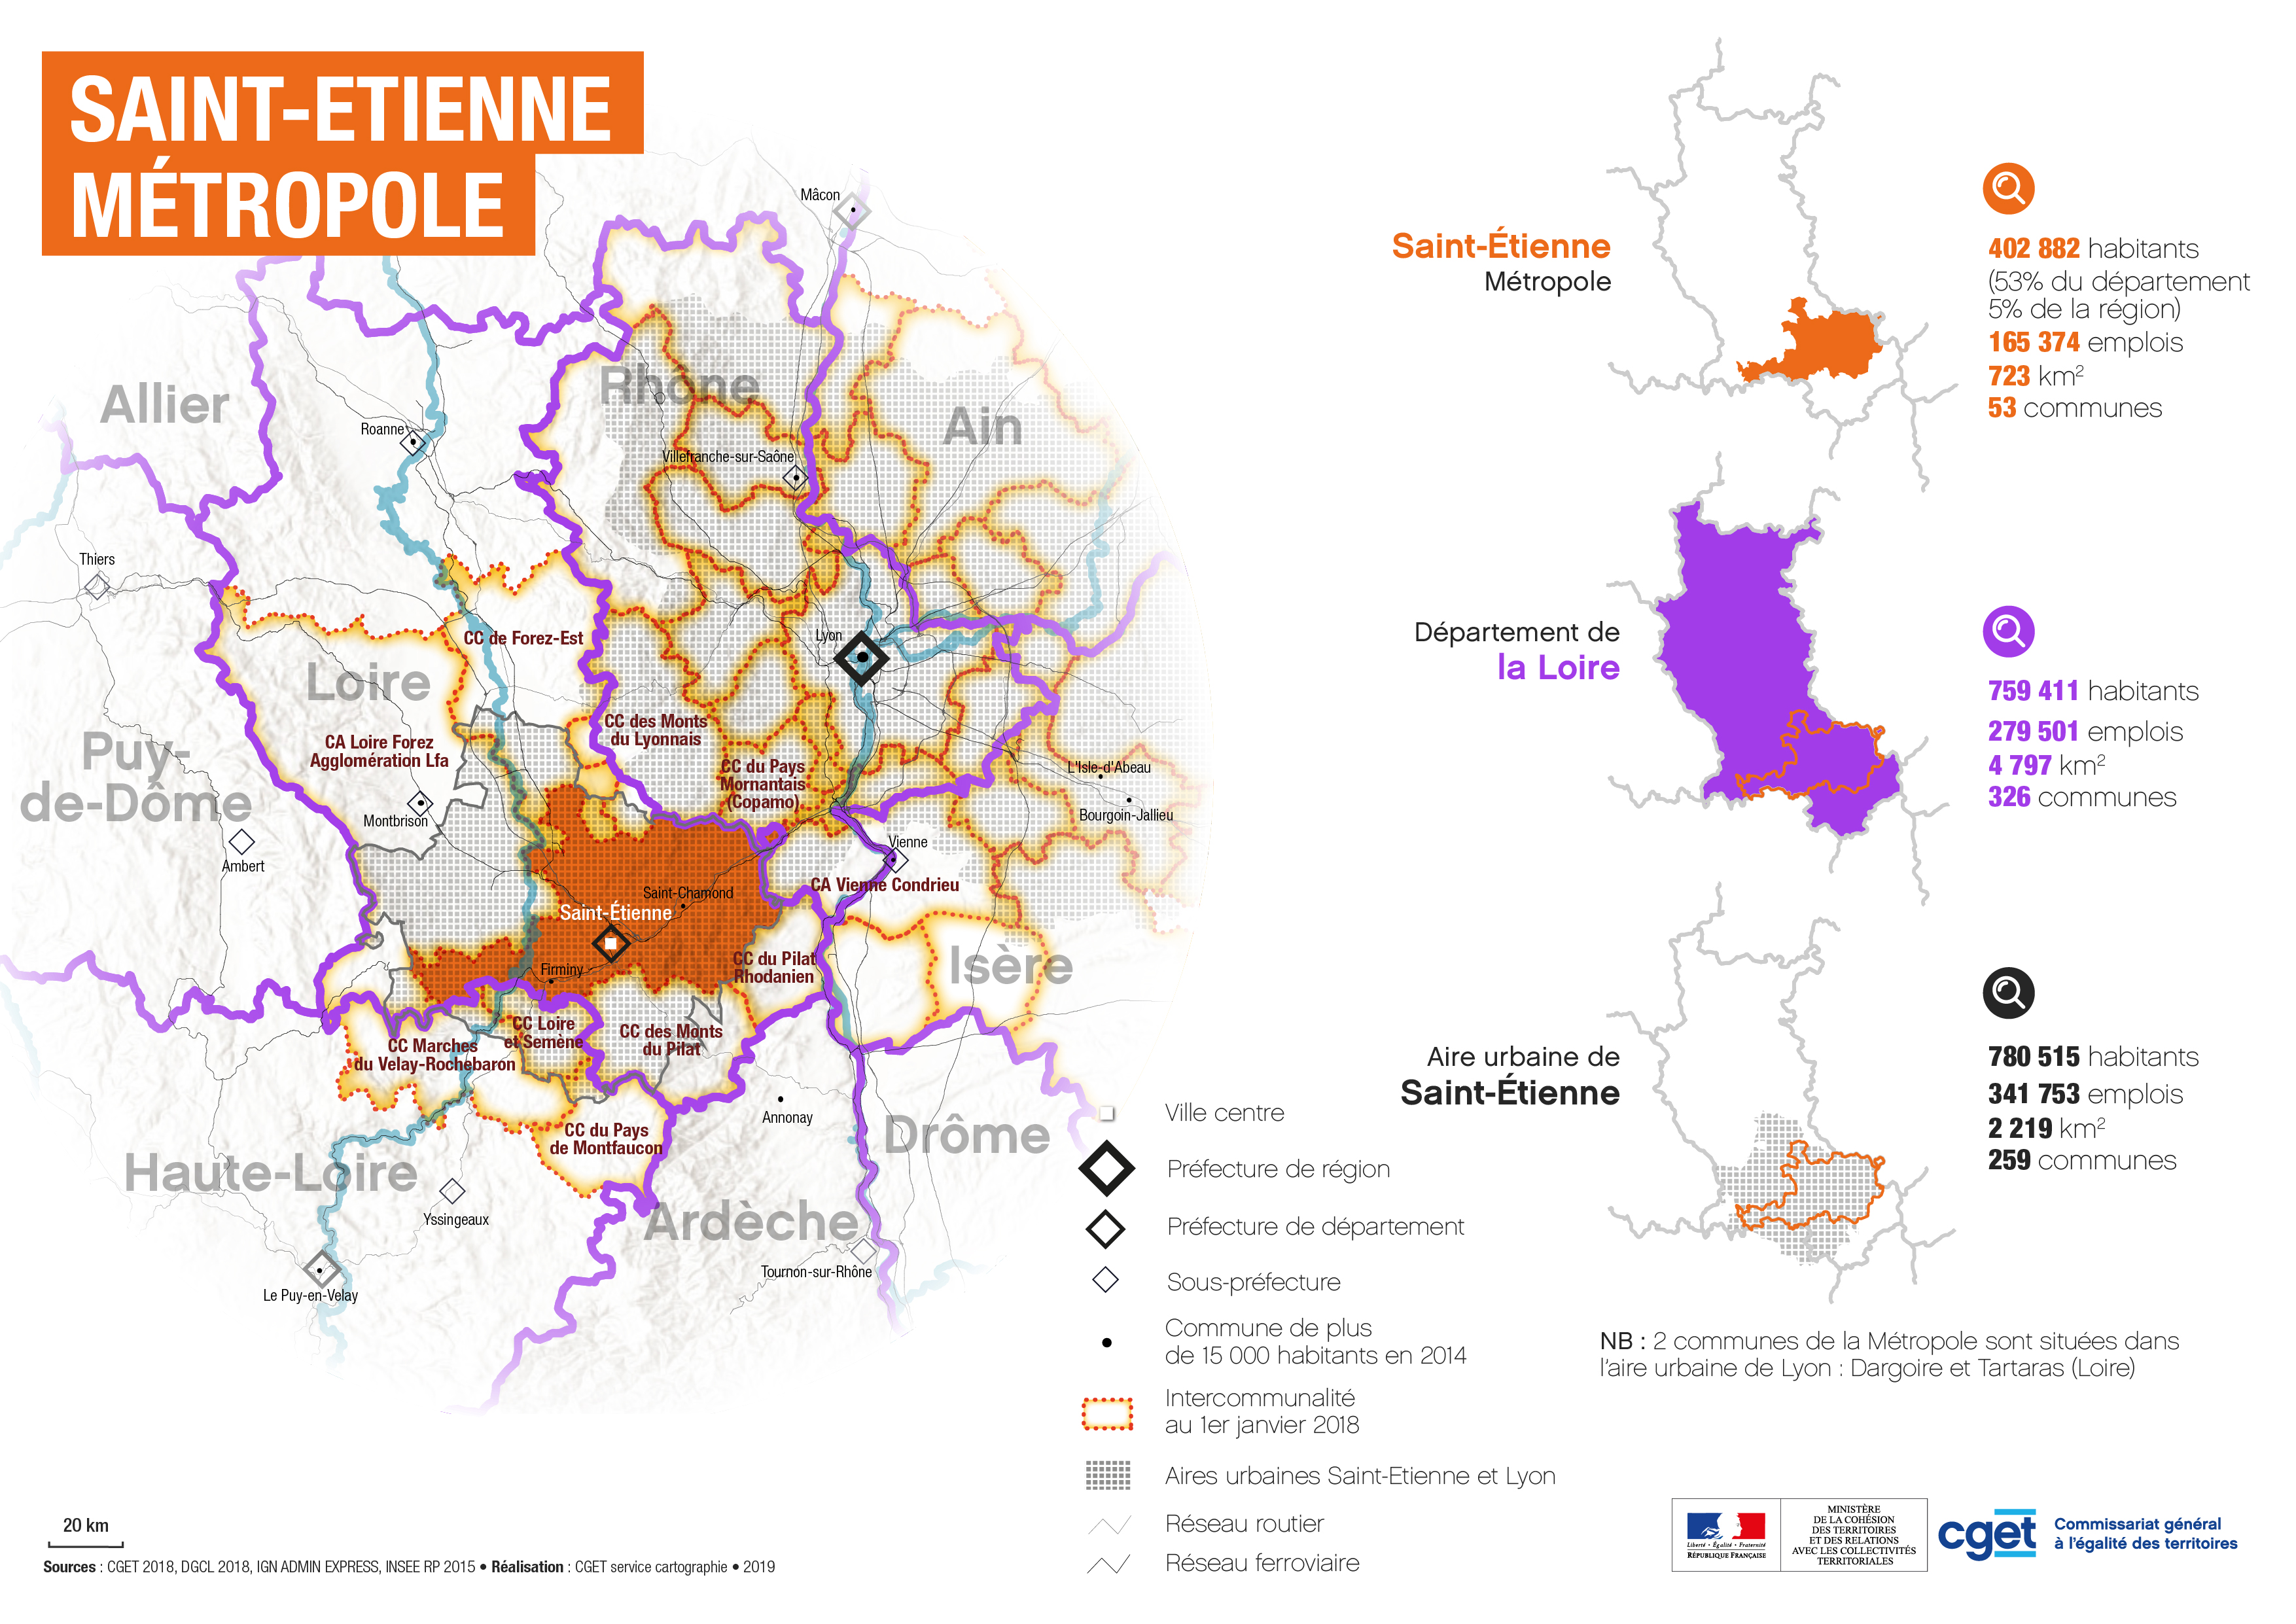 SAINT-ETIENNE
MÉTROPOLE
Mâcon
Allier
Rhône
Ain
Roanne
Villefranche-sur-Saône
Thiers
CC de Forez-Est
Lyon
Loire
CC des Monts
du Lyonnais
CA Loire Forez
Agglomération Lfa
Puy-
de-Dôme
CC du Pays
Mornantais
(Copamo)
L'Isle-d'Abeau
Bourgoin-Jallieu
Montbrison
Ambert
Vienne
CA Vienne Condrieu
Saint-Chamond
Saint-Étienne
Firminy
CC du Pilat
Rhodanien
Isère
CC Loire
et Semène
CC des Monts
du Pilat
CC Marches
du Velay-Rochebaron
Annonay
CC du Pays
de Montfaucon
Drôme
Haute-Loire
Yssingeaux
Ardèche
Tournon-sur-Rhône
Le Puy-en-Velay
Ville centre
Préfecture de région
Préfecture de département
Sous-préfecture
Commune de plus
de 15 000 habitants en 2014
Intercommunalité
au 1er janvier 2018
Aires urbaines Saint-Etienne et Lyon
Réseau routier
Réseau ferroviaire
Saint-Étienne
Métropole
402 882 habitants
(53% du département
5% de la région)
165 374 emplois
723 km²
53 communes
Département de
la Loire
759 411 habitants
279 501 emplois
4 797 km²
326 communes
Aire urbaine de
Saint-Étienne
780 515 habitants
341 753 emplois
2 219 km²
259 communes
NB : 2 communes de la Métropole sont situées dans
l'aire urbaine de Lyon : Dargoire et Tartaras (Loire)
20 km
Sources : CGET 2018, DGCL 2018, IGN ADMIN EXPRESS, INSEE RP 2015 • Réalisation : CGET service cartographie • 2019
Liberté • Égalité • Fraternité
RÉPUBLIQUE FRANÇAISE
MINISTÈRE
DE LA COHÉSION
DES TERRITOIRES
ET DES RELATIONS
AVEC LES COLLECTIVITÉS
TERRITORIALES
cget
Commissariat général
à l'égalité des territoires